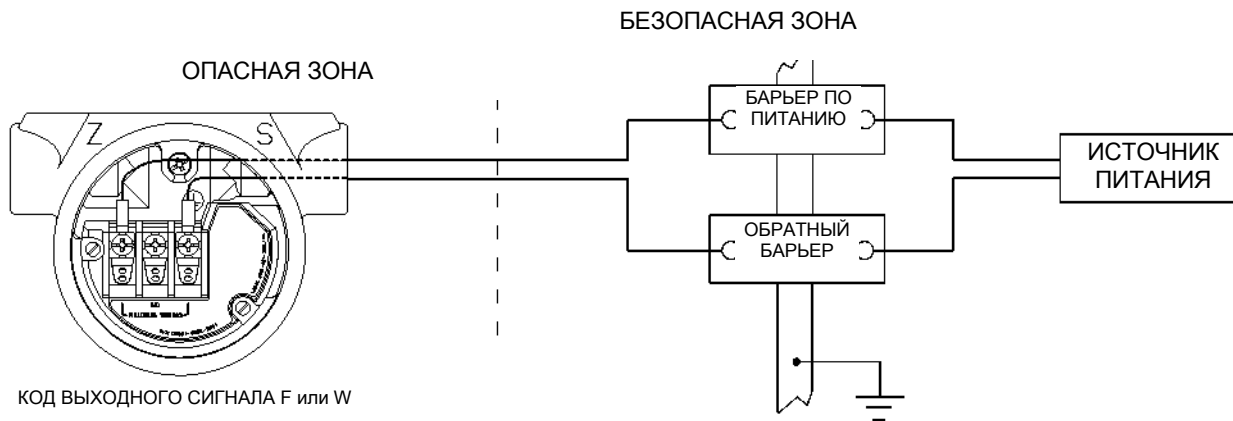 БЕЗОПАСНАЯ ЗОНА
ОПАСНАЯ ЗОНА
Z S
БАРЬЕР ПО
ПИТАНИЮ
ИСТОЧНИК
ПИТАНИЯ
ОБРАТНЫЙ
БАРЬЕР
КОД ВЫХОДНОГО СИГНАЛА F или W